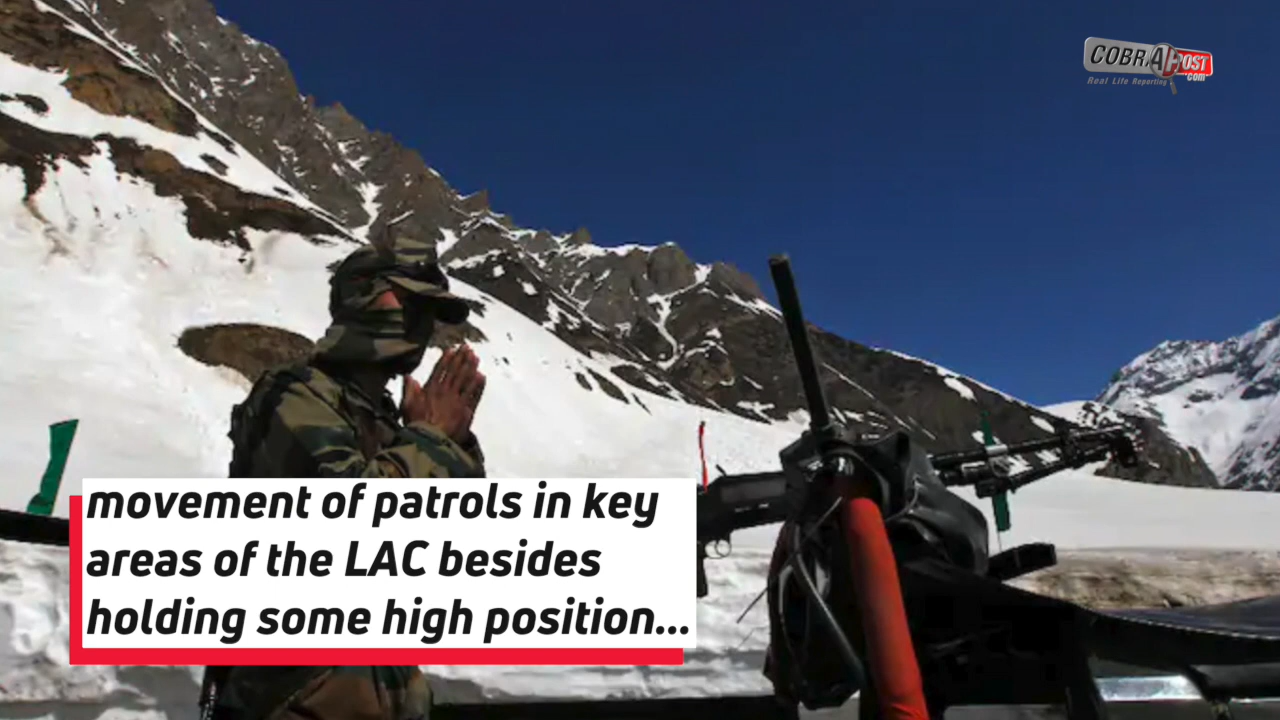 COBRAPOST
.com
Real Life Reporting
movement of patrols in key
areas of the LAC besides
holding some high position...